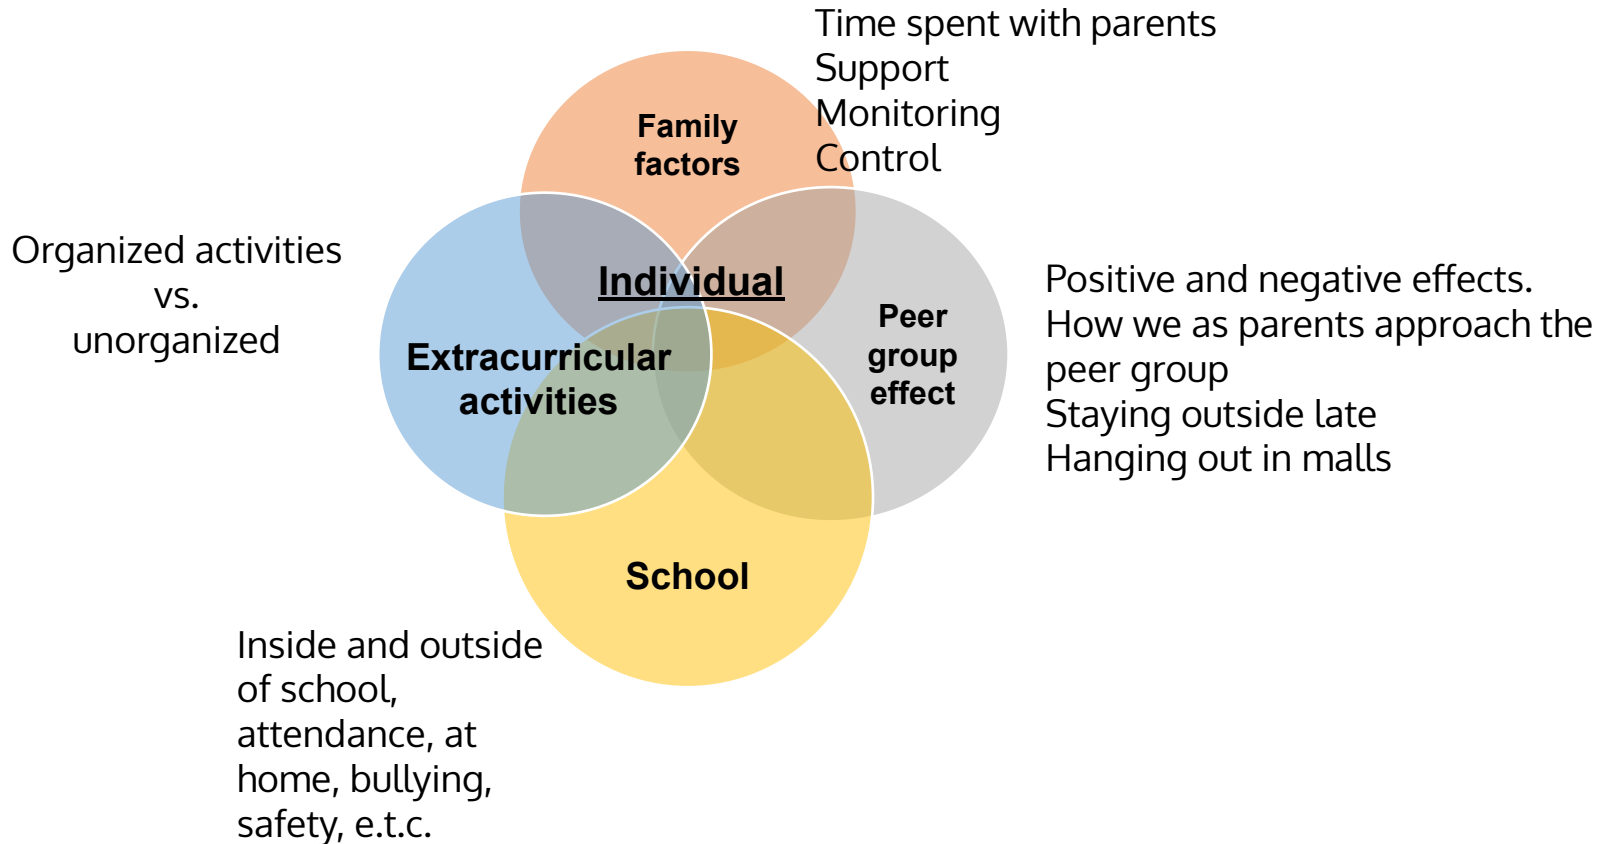 Time spent with parents
Support
Monitoring
Control
Family
factors
Organized activities
vs.
unorganized
Individual
Extracurricular
activities
Peer
group
effect
Positive and negative effects.
How we as parents approach the
peer group
Staying outside late
Hanging out in malls
School
Inside and outside
of school,
attendance, at
home, bullying,
safety, e.t.c.